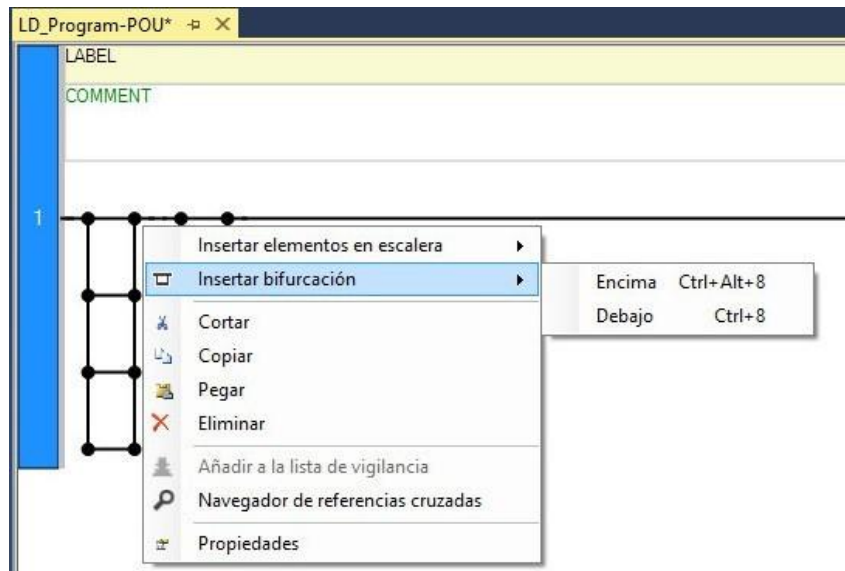 LD_Program-POU*
LABEL
COMMENT
1
Insertar elementos en escalera
Insertar bifurcación
Encima Ctrl+Alt+8
Debajo Ctrl+8
Cortar
Copiar
Pegar
Eliminar
Añadir a la lista de vigilancia
Navegador de referencias cruzadas
Propiedades